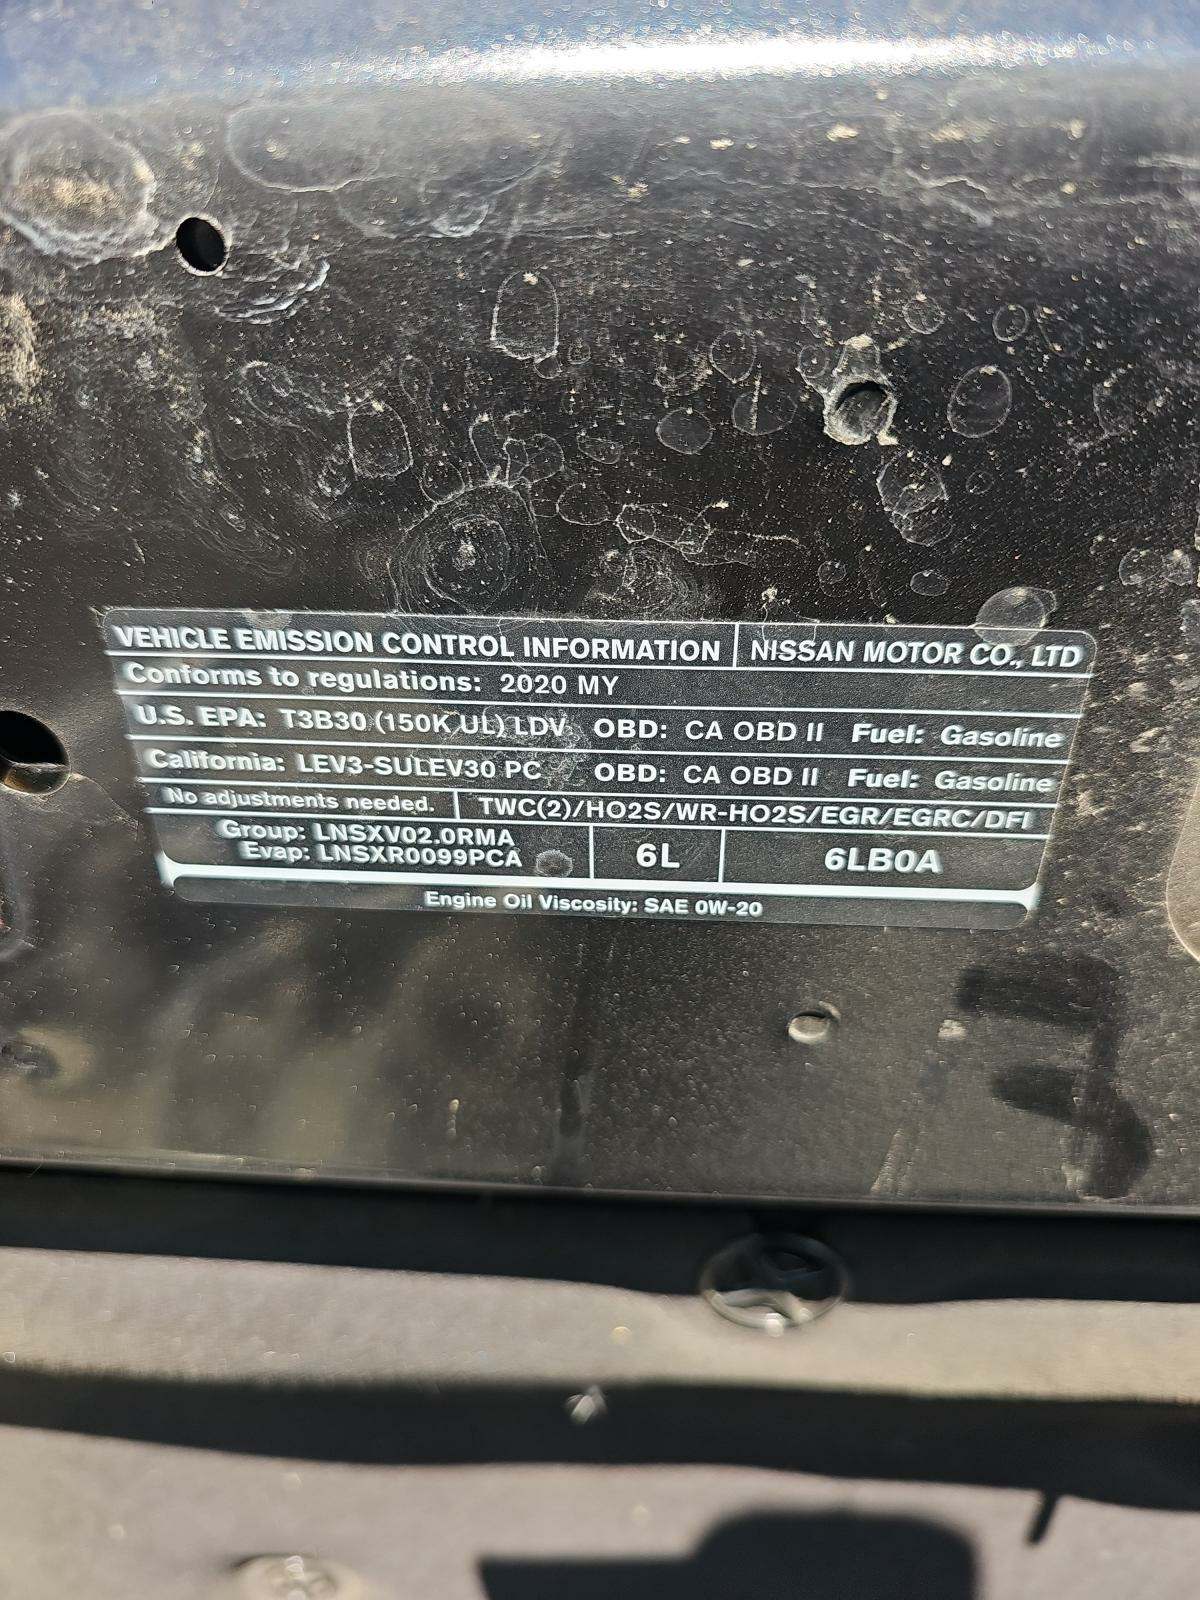 VEHICLE EMISSION CONTROL INFORMATION NISSAN MOTOR CO., LTD
Conforms to regulations: 2020 MY
U.S. EPA: T3B30 (150K UL) LDV OBD: CA OBD II Fuel: Gasoline
California: LEV3-SULEV30 PC OBD: CA OBD II Fuel: Gasoline
No adjustments needed. TWC(2)/HO2S/WR-HO2S/EGR/EGRC/DFI
Group: LNSXV02.0RMA
Evap: LNSXR0099PCA 6L 6LB0A
Engine Oil Viscosity: SAE 0W-20